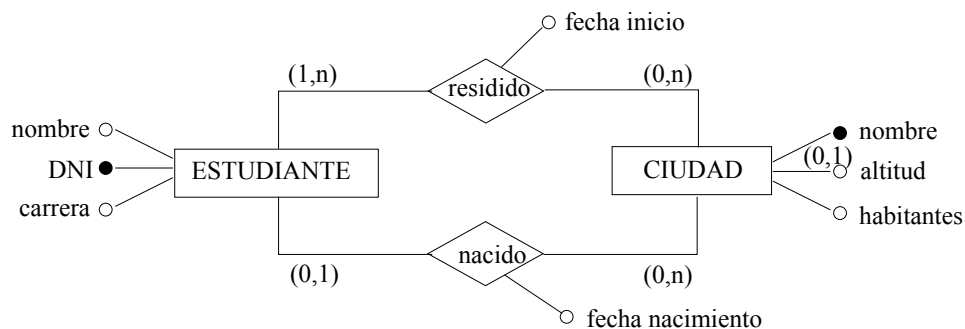 fecha inicio
(1,n)
residido
(0,n)
nombre
DNI
carrera
ESTUDIANTE
CIUDAD
nombre
(0,1)
altitud
habitantes
(0,1)
nacido
(0,n)
fecha nacimiento